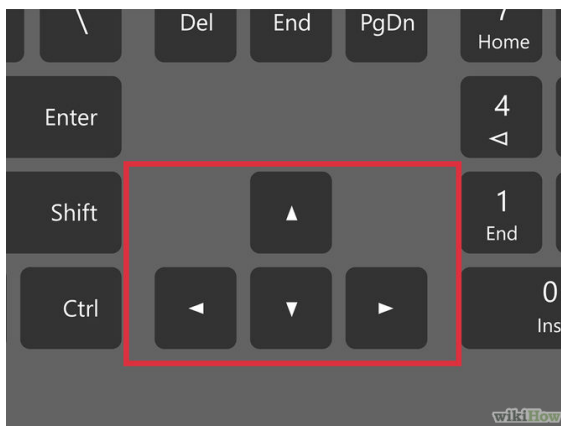 \ Del End PgDn 7
Home
Enter 4
Shift 1
End
Ctrl 0
Ins
wikiHow